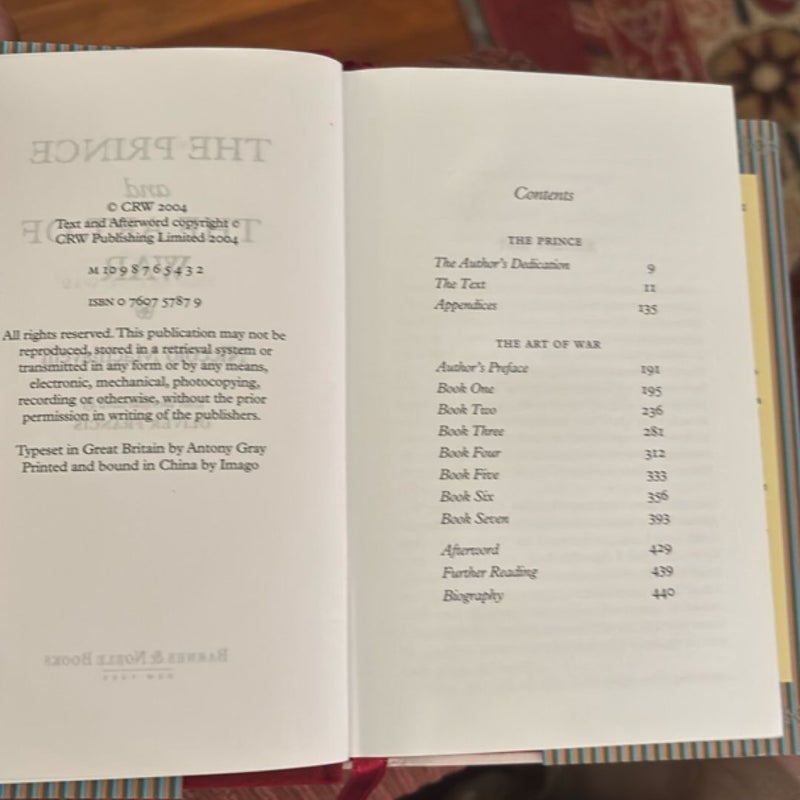 © CRW 2004
Text and Afterword copyright ©
CRW Publishing Limited 2004
M 10 9 8 7 6 5 4 3 2
ISBN 0 7607 5787 9
All rights reserved. This publication may not be
reproduced, stored in a retrieval system or
transmitted in any form or by any means,
electronic, mechanical, photocopying,
recording or otherwise, without the prior
permission in writing of the publishers.
Typeset in Great Britain by Antony Gray
Printed and bound in China by Imago
Contents
THE PRINCE
The Author's Dedication 9
The Text 11
Appendices 135
THE ART OF WAR
Author's Preface 191
Book One 195
Book Two 236
Book Three 281
Book Four 312
Book Five 333
Book Six 356
Book Seven 393
Afterword 429
Further Reading 439
Biography 440